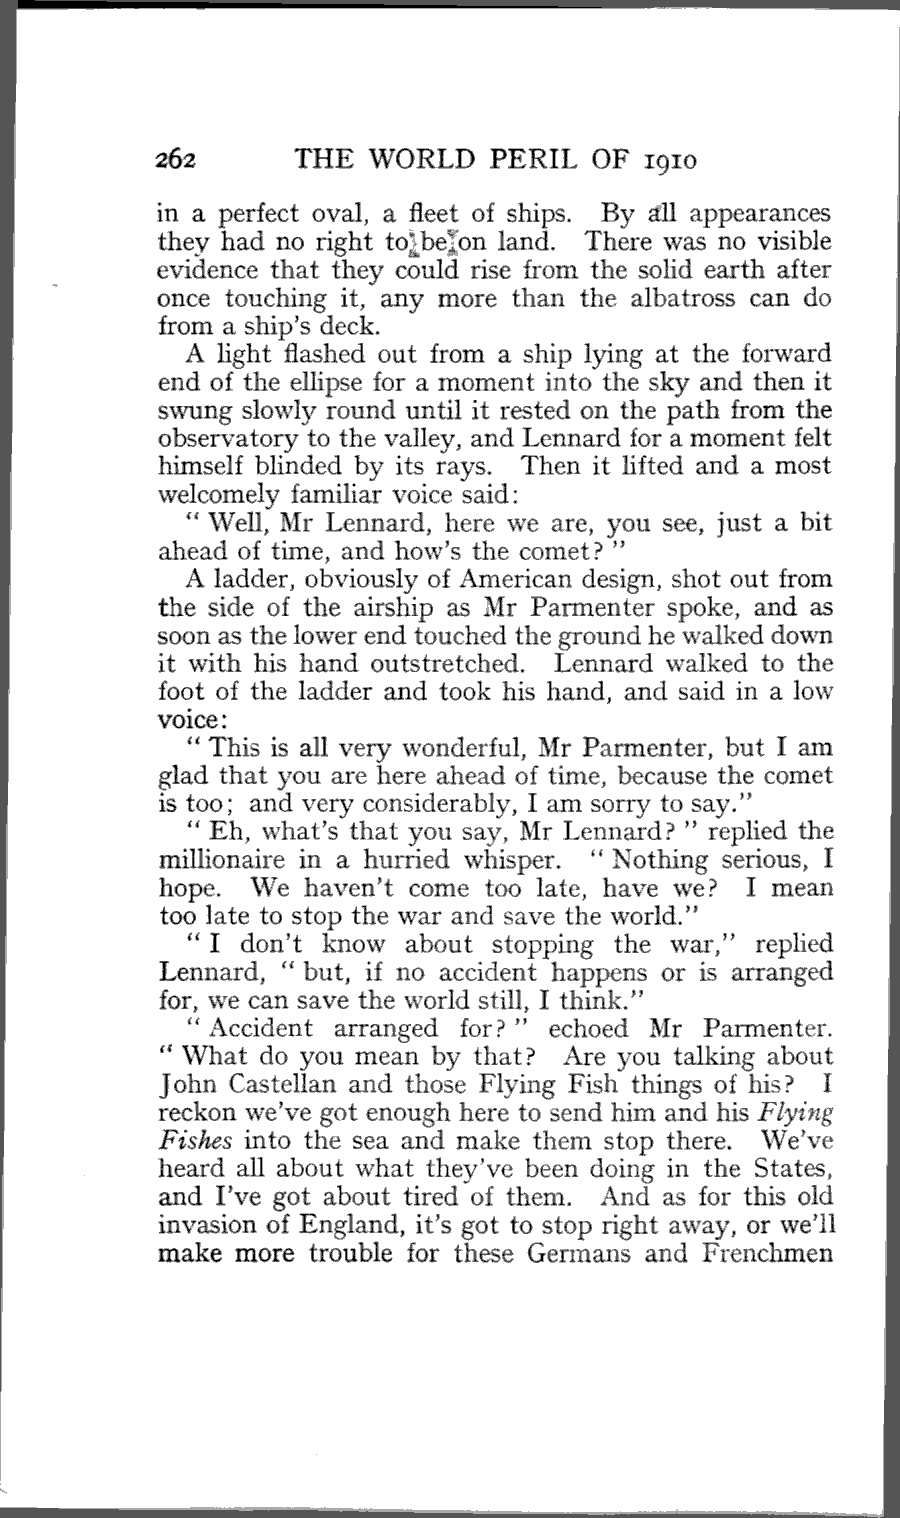 262 THE WORLD PERIL OF 1910
in a perfect oval, a fleet of ships. By all appearances
they had no right to be on land. There was no visible
evidence that they could rise from the solid earth after
once touching it, any more than the albatross can do
from a ship's deck.
A light flashed out from a ship lying at the forward
end of the ellipse for a moment into the sky and then it
swung slowly round until it rested on the path from the
observatory to the valley, and Lennard for a moment felt
himself blinded by its rays. Then it lifted and a most
welcomely familiar voice said:
“ Well, Mr Lennard, here we are, you see, just a bit
ahead of time, and how's the comet? ”
A ladder, obviously of American design, shot out from
the side of the airship as Mr Parmenter spoke, and as
soon as the lower end touched the ground he walked down
it with his hand outstretched. Lennard walked to the
foot of the ladder and took his hand, and said in a low
voice:
“ This is all very wonderful, Mr Parmenter, but I am
glad that you are here ahead of time, because the comet
is too; and very considerably, I am sorry to say.”
“ Eh, what's that you say, Mr Lennard? ” replied the
millionaire in a hurried whisper. “ Nothing serious, I
hope. We haven't come too late, have we? I mean
too late to stop the war and save the world.”
“ I don't know about stopping the war,” replied
Lennard, “ but, if no accident happens or is arranged
for, we can save the world still, I think.”
“ Accident arranged for? ” echoed Mr Parmenter.
“ What do you mean by that? Are you talking about
John Castellan and those Flying Fish things of his? I
reckon we've got enough here to send him and his Flying
Fishes into the sea and make them stop there. We've
heard all about what they've been doing in the States,
and I've got about tired of them. And as for this old
invasion of England, it's got to stop right away, or we'll
make more trouble for these Germans and Frenchmen